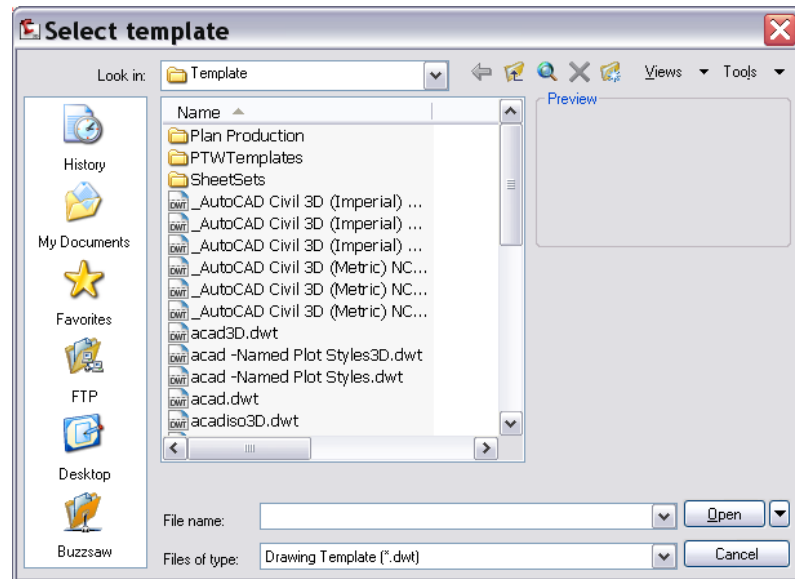 Select template
Look in: Template Views Tools
Name
Preview
Plan Production
PTWTemplates
SheetSets
_AutoCAD Civil 3D (Imperial) ...
_AutoCAD Civil 3D (Imperial) ...
_AutoCAD Civil 3D (Imperial) ...
_AutoCAD Civil 3D (Metric) NC...
_AutoCAD Civil 3D (Metric) NC...
_AutoCAD Civil 3D (Metric) NC...
acad3D.dwt
acad -Named Plot Styles3D.dwt
acad -Named Plot Styles.dwt
acad.dwt
acadiso3D.dwt
History
My Documents
Favorites
FTP
Desktop
Buzzsaw
File name: Open
Files of type: Drawing Template (*.dwt) Cancel